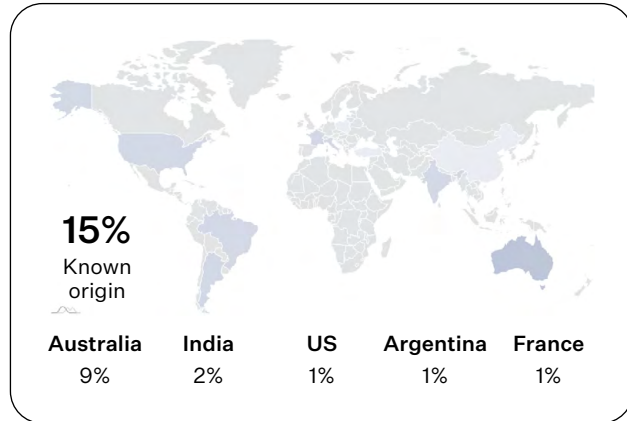 15%
Known
origin
Australia India US Argentina France
9% 2% 1% 1% 1%